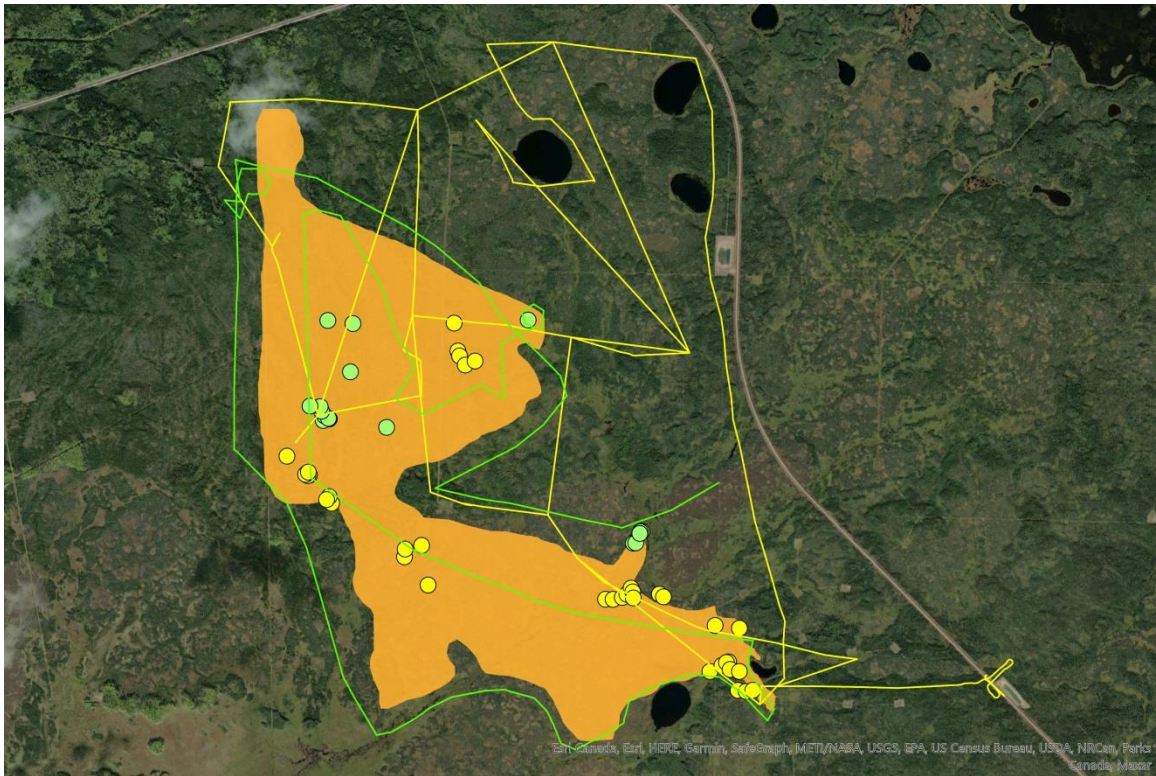 Esri Canada, Esri, HERE, Garmin, SafeGraph, METI/NASA, USGS, EPA, US Census Bureau, USDA, NRCan, Parks
Canada, Maxar